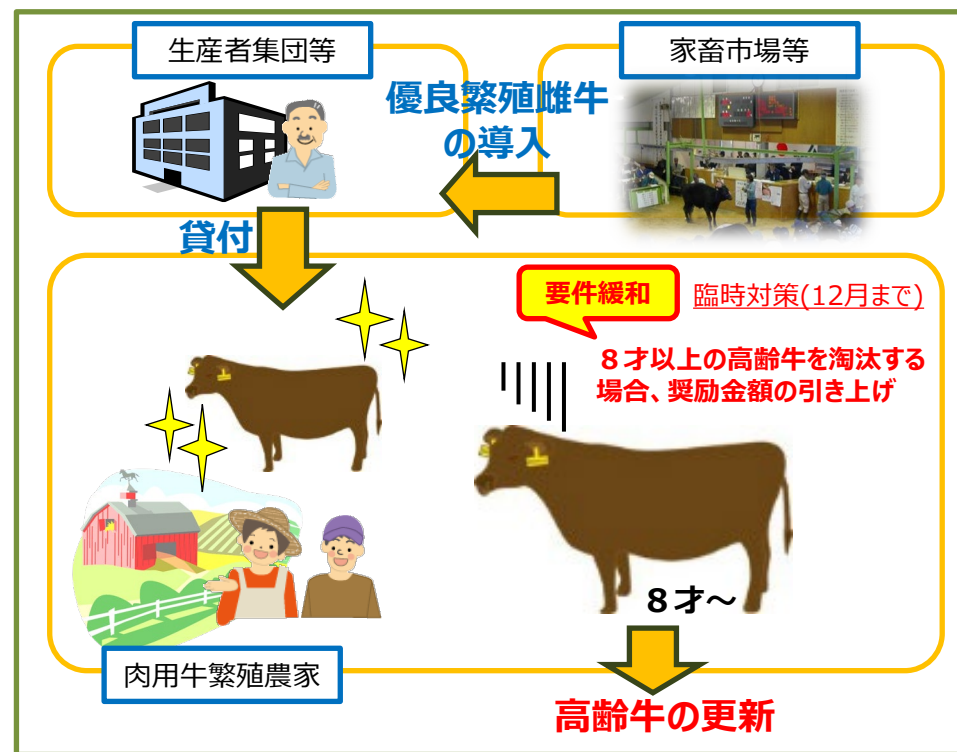 生産者集団等
家畜市場等
優良繁殖雌牛
の導入
貸付
要件緩和
臨時対策(12月まで)
８才以上の高齢牛を淘汰する
場合、奨励金額の引き上げ
８才～
肉用牛繁殖農家
高齢牛の更新